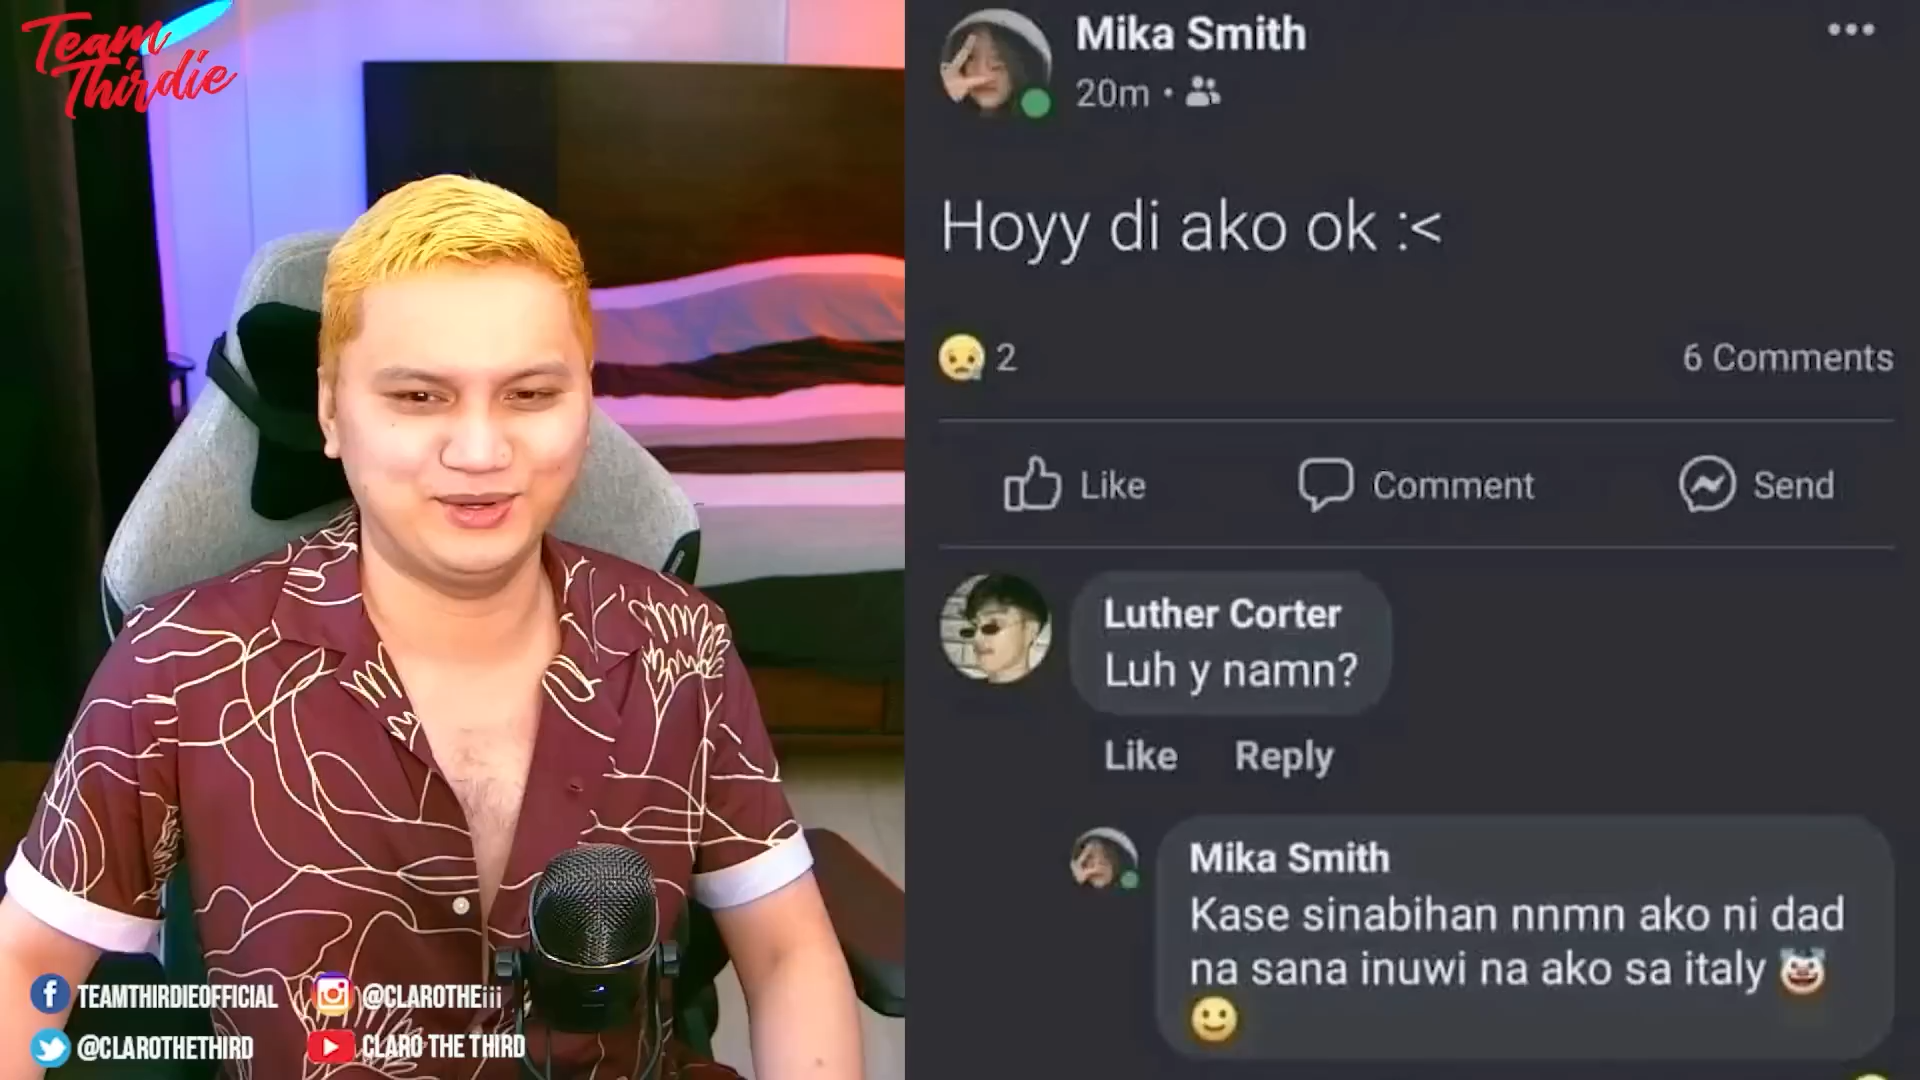 Team
Thirdie
Mika Smith
20m
Hoyy di ako ok :<
2
6 Comments
Like
Comment
Send
Luther Corter
Luh y namn?
Like
Reply
Mika Smith
Kase sinabihan nnmn ako ni dad
na sana inuwi na ako sa italy 🤡
🙂
TEAMTHIRDIEOFFICIAL
@CLAROTHEiii
@CLAROTHETHIRD
CLARO THE THIRD